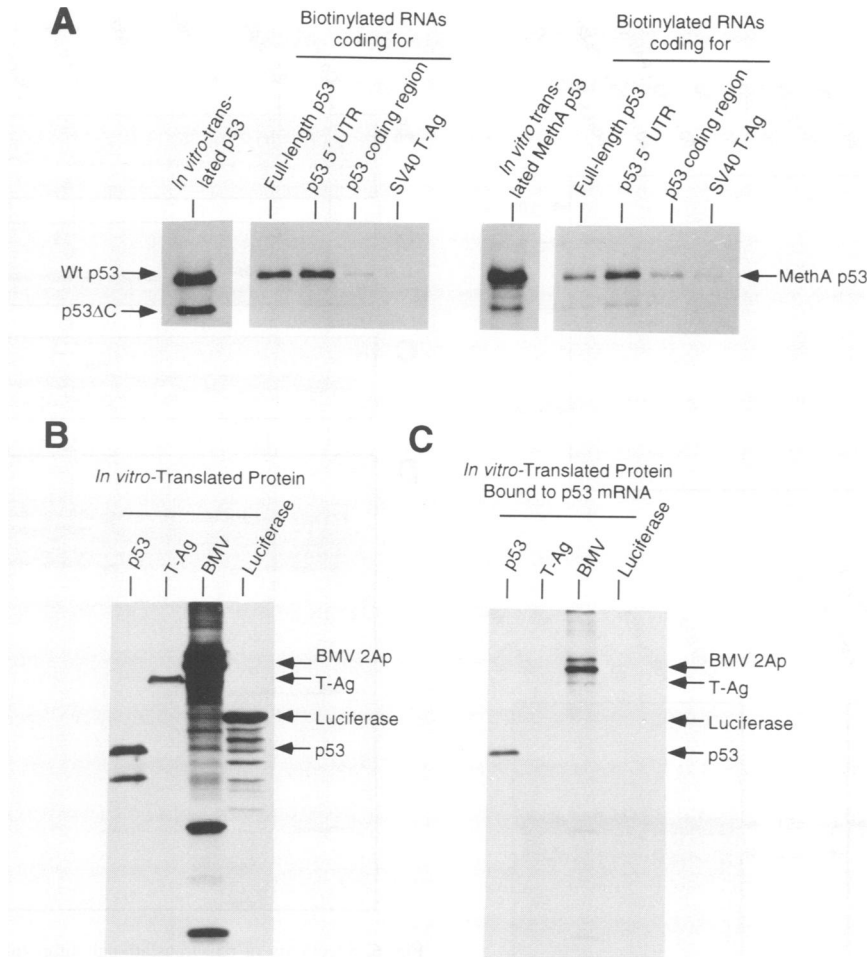 A
Biotinylated RNAs
coding for
In vitro-trans-
lated p53
Full-length p53
p53 5´ UTR
p53 coding region
SV40 T-Ag
Wt p53
p53ΔC
Biotinylated RNAs
coding for
In vitro-trans-
lated MethA p53
Full-length p53
p53 5´ UTR
p53 coding region
SV40 T-Ag
MethA p53
B
In vitro-Translated Protein
p53
T-Ag
BMV
Luciferase
BMV 2Ap
T-Ag
Luciferase
p53
C
In vitro-Translated Protein
Bound to p53 mRNA
p53
T-Ag
BMV
Luciferase
BMV 2Ap
T-Ag
Luciferase
p53